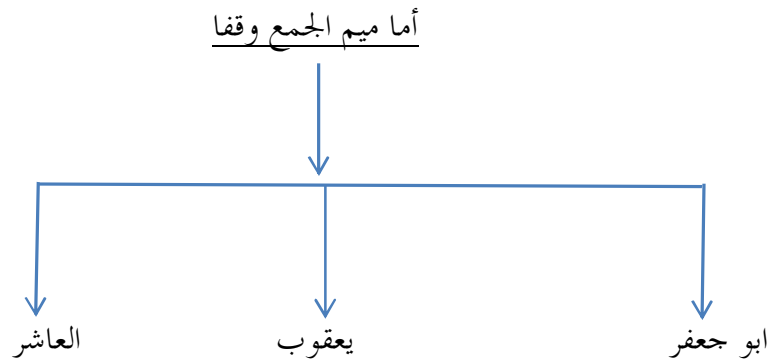 أما ميم الجمع وقفا
ابو جعفر
يعقوب
العاشر